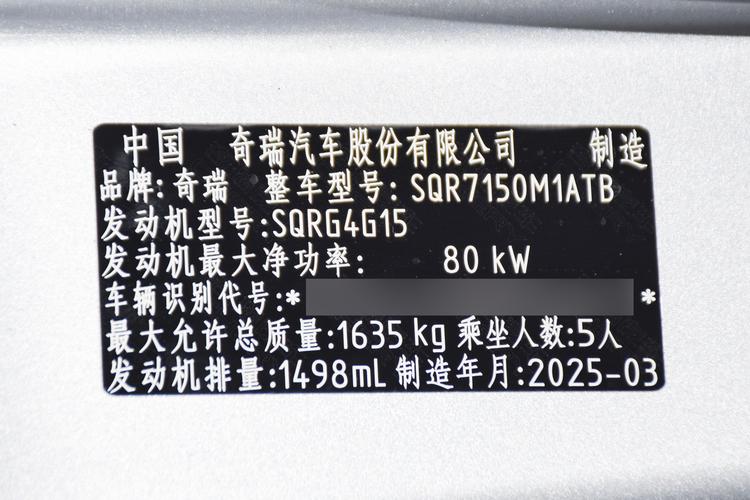 中国 奇瑞汽车股份有限公司 制造
品牌:奇瑞 整车型号:SQR7150M1ATB
发动机型号:SQRG4G15
发动机最大净功率: 80 kW
车辆识别代号:* *
最大允许总质量:1635 kg 乘坐人数:5人
发动机排量:1498mL 制造年月:2025-03